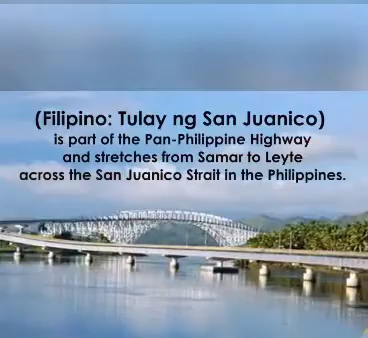 (Filipino: Tulay ng San Juanico)
is part of the Pan-Philippine Highway
and stretches from Samar to Leyte
across the San Juanico Strait in the Philippines.